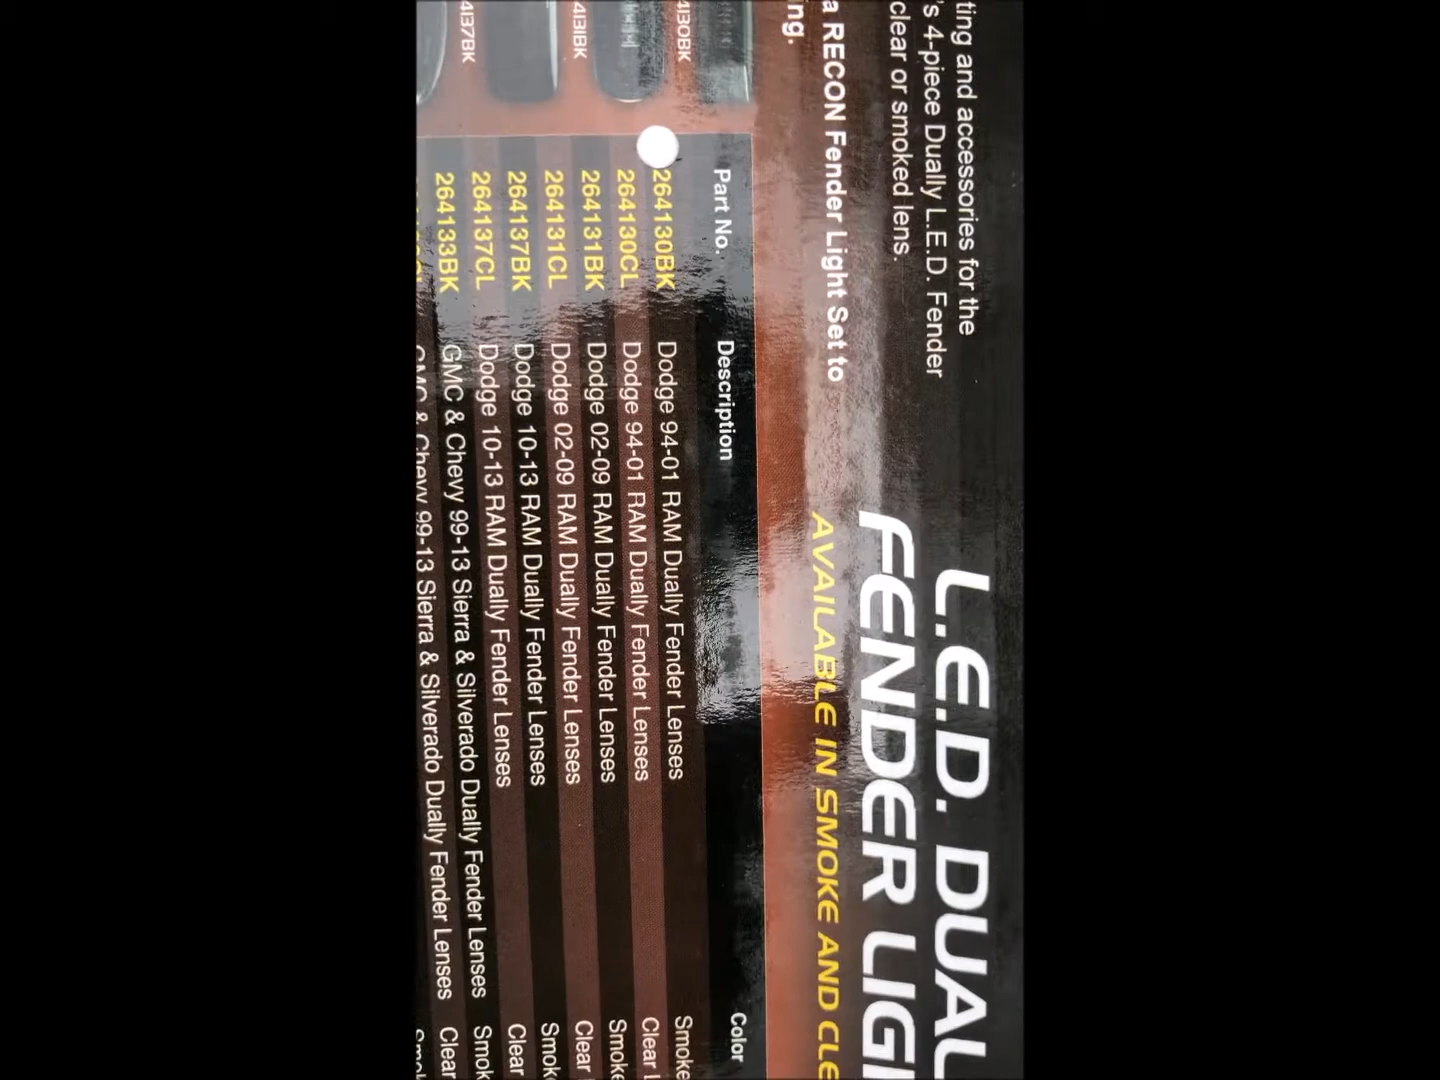 ting and accessories for the
's 4-piece Dually L.E.D. Fender
clear or smoked lens.
a RECON Fender Light Set to
ng.
L.E.D. DUAL
FENDER LIG
AVAILABLE IN SMOKE AND CLE
4130BK
4131BK
4137BK
Part No. Description Color
264130BK Dodge 94-01 RAM Dually Fender Lenses Smoke
264130CL Dodge 94-01 RAM Dually Fender Lenses Clear L
264131BK Dodge 02-09 RAM Dually Fender Lenses Smoke
264131CL Dodge 02-09 RAM Dually Fender Lenses Clear
264137BK Dodge 10-13 RAM Dually Fender Lenses Smok
264137CL Dodge 10-13 RAM Dually Fender Lenses Clear
264133BK GMC & Chevy 99-13 Sierra & Silverado Dually Fender Lenses Smok
GMC & Chevy 99-13 Sierra & Silverado Dually Fender Lenses Clear